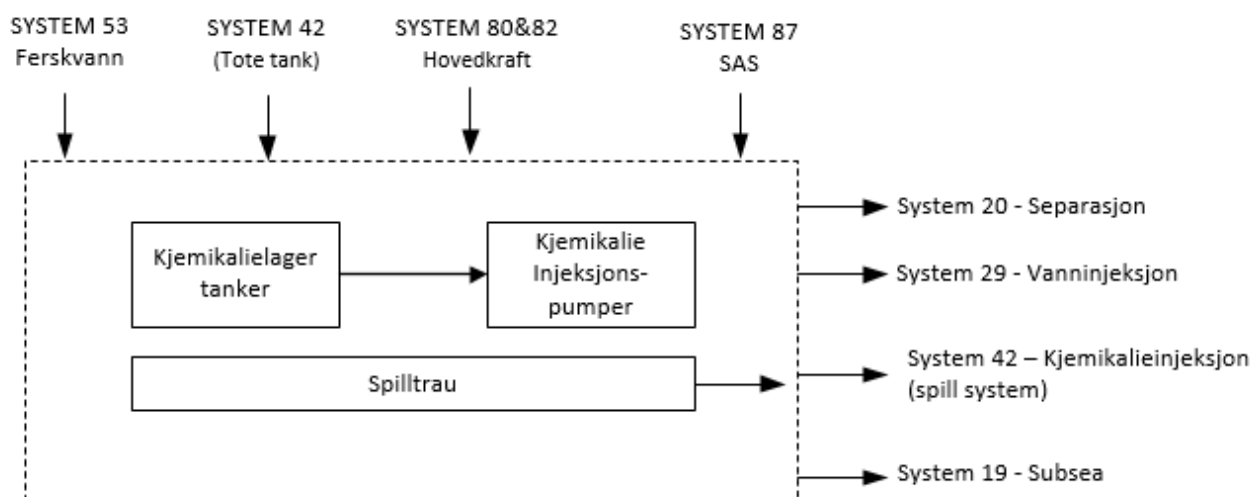 SYSTEM 53
Ferskvann
SYSTEM 42
(Tote tank)
SYSTEM 80&82
Hovedkraft
SYSTEM 87
SAS
Kjemikalielager
tanker
Kjemikalie
Injeksjons-
pumper
Spilltrau
System 20 - Separasjon
System 29 - Vanninjeksjon
System 42 – Kjemikalieinjeksjon
(spill system)
System 19 - Subsea